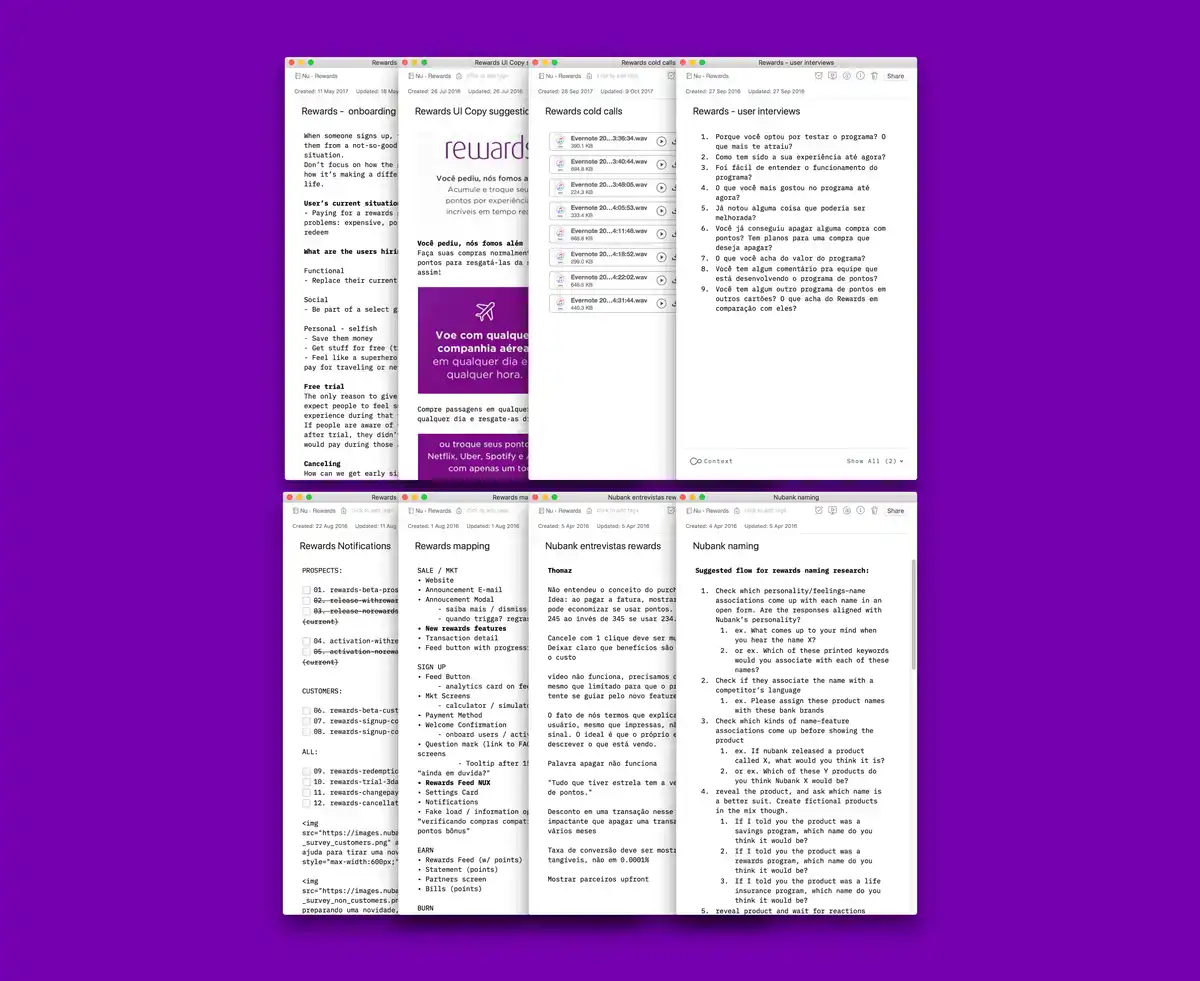 Rewards
Nu - Rewards
Created: 11 May 2017 Updated: 16 May
Rewards – onboarding
When someone signs up,
them from a not-so-good
situation.
Don't focus on how the
how it's making a diffe
life.
User's current situation
- Paying for a rewards
problems: expensive, po
redeem
What are the users hiri
Functional
- Replace their current
Social
- Be part of a select g
Personal - selfish
- Save them money
- Get stuff for free (t
- Feel like a superhero
pay for traveling or ne
Free trial
The only reason to give
expect people to feel s
experience during that
If people are aware of
after trial, they didn'
would pay during those
Canceling
How can we get early si
Rewards UI Copy s
Nu - Rewards click to add tags
Created: 26 Jul 2016 Updated: 26 Jul 2016
Rewards UI Copy suggestion
rewards
Você pediu, nós fomos a
Acumule e troque seu
pontos por experiência
incríveis em tempo rea
Você pediu, nós fomos além
Faça suas compras normalment
pontos para resgatá-las da s
assim!
Voe com qualque
companhia aérea
em qualquer dia e
qualquer hora.
Compre passagens em qualquer
qualquer dia e resgate-as di
ou troque seus ponto
Netflix, Uber, Spotify e A
com apenas um toq
Rewards cold calls
Nu - Rewards click to add tags
Created: 28 Sep 2017 Updated: 9 Oct 2017
Rewards cold calls
Evernote 20...3:36:34.wav
390.1 KB
Evernote 20...3:40:44.wav
684.8 KB
Evernote 20...3:48:05.wav
224.3 KB
Evernote 20...4:05:53.wav
333.4 KB
Evernote 20...4:11:46.wav
668.8 KB
Evernote 20...4:18:52.wav
299.0 KB
Evernote 20...4:22:02.wav
646.5 KB
Evernote 20...4:31:44.wav
440.3 KB
Rewards – user interviews
Nu - Rewards
Share
Created: 27 Sep 2016 Updated: 27 Sep 2016
Rewards – user interviews
1. Porque você optou por testar o programa? O
que mais te atraiu?
2. Como tem sido a sua experiência até agora?
3. Foi fácil de entender o funcionamento do
programa?
4. O que você mais gostou no programa até
agora?
5. Já notou alguma coisa que poderia ser
melhorada?
6. Você já conseguiu apagar alguma compra com
pontos? Tem planos para uma compra que
deseja apagar?
7. O que você acha do valor do programa?
8. Você tem algum comentário pra equipe que
está desenvolvendo o programa de pontos?
9. Você tem algum outro programa de pontos em
outros cartões? O que acha do Rewards em
comparação com eles?
Context
Show All (2)
Rewards
Nu - Rewards click to add tags
Created: 22 Aug 2016 Updated: 11 Aug
Rewards Notifications
PROSPECTS:
01. rewards-beta-pros
02. release-withrewar
03. release-norewards
(current)
04. activation-withre
05. activation-norewa
(current)
CUSTOMERS:
06. rewards-beta-cust
07. rewards-signup-co
08. rewards-signup-co
ALL:
09. rewards-redemptio
10. rewards-trial-3da
11. rewards-changepay
12. rewards-cancellat
<img
src="https://images.nuba
_survey_customers.png" a
ajuda para tirar uma nov
style="max-width:600px;"
<img
src="https://images.nuba
_survey_non_customers.pn
preparando uma novidade,
Rewards ma
Nu - Rewards click to add tags
Created: 1 Aug 2016 Updated: 1 Aug 2016
Rewards mapping
SALE / MKT
• Website
• Announcement E-mail
• Annoucement Modal
- saiba mais / dismiss
- quando trigga? regras
• New rewards features
• Transaction detail
• Feed button with progressi
SIGN UP
• Feed Button
- analytics card on fee
• Mkt Screens
- calculator / simulato
• Payment Method
• Welcome Confirmation
- onboard users / activ
• Question mark (link to FAQ
screens
- Tooltip after 15
"ainda em duvida?"
• Rewards Feed NUX
• Settings Card
• Notifications
• Fake load / information op
"verificando compras compatí
pontos bônus"
EARN
• Rewards Feed (w/ points)
• Statement (points)
• Partners screen
• Bills (points)
BURN
Nubank entrevistas rew
Nu - Rewards click to add tags
Created: 5 Apr 2016 Updated: 5 Apr 2016
Nubank entrevistas rewards
Thomaz
Não entendeu o conceito do purch
Idea: ao pagar a fatura, mostrar
pode economizar se usar pontos.
245 ao invés de 345 se usar 234.
Cancele com 1 clique deve ser mu
Deixar claro que benefícios são
o custo
video não funciona, precisamos d
mesmo que limitado para que o pr
tente se guiar pelo novo feature
O fato de nós termos que explica
usuário, mesmo que impressas, nã
sinal. O ideal é que o próprio e
descrever o que está vendo.
Palavra apagar não funciona
"Tudo que tiver estrela tem a ve
de pontos."
Desconto em uma transação nesse
impactante que apagar uma transa
vários meses
Taxa de conversão deve ser mostr
tangíveis, não em 0.0001%
Mostrar parceiros upfront
Nubank naming
Nu - Rewards click to add tags
Share
Created: 4 Apr 2016 Updated: 5 Apr 2016
Nubank naming
Suggested flow for rewards naming research:
1. Check which personality/feelings-name
associations come up with each name in an
open form. Are the responses aligned with
Nubank's personality?
1. ex. What comes up to your mind when
you hear the name X?
2. or ex. Which of these printed keywords
would you associate with each of these
names?
2. Check if they associate the name with a
competitor's language
1. ex. Please assign these product names
with these bank brands
3. Check which kinds of name-feature
associations come up before showing the
product
1. ex. If nubank released a product
called X, what would you think it is?
2. or ex. Which of these Y products do
you think Nubank X would be?
4. reveal the product, and ask which name is
a better suit. Create fictional products
in the mix though.
1. If I told you the product was a
savings program, which name do you
think it would be?
2. If I told you the product was a
rewards program, which name do you
think it would be?
3. If I told you the product was a life
insurance program, which name do you
think it would be?
5. reveal product and wait for reactions